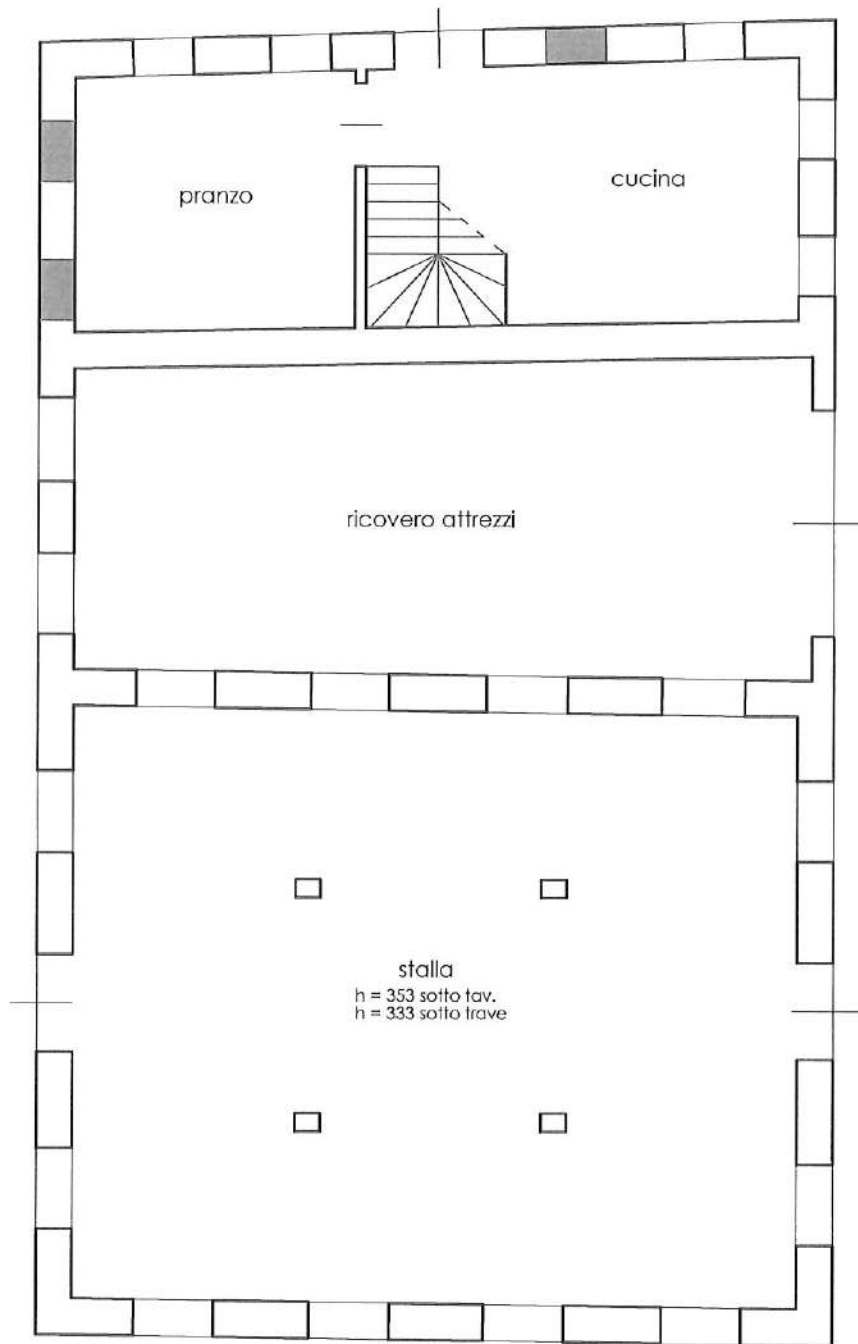 pranzo
cucina
ricovero attrezzi
stalla
h = 353 sotto tav.
h = 333 sotto trave